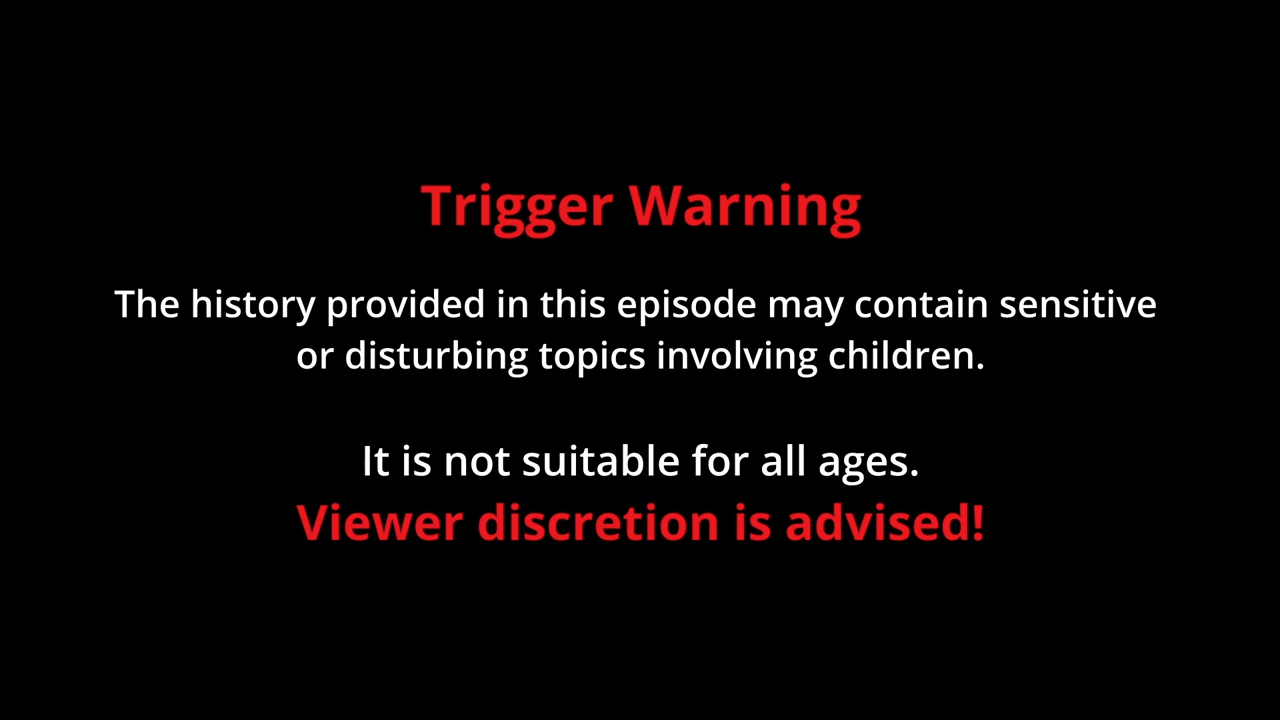 Trigger Warning
The history provided in this episode may contain sensitive
or disturbing topics involving children.
It is not suitable for all ages.
Viewer discretion is advised!